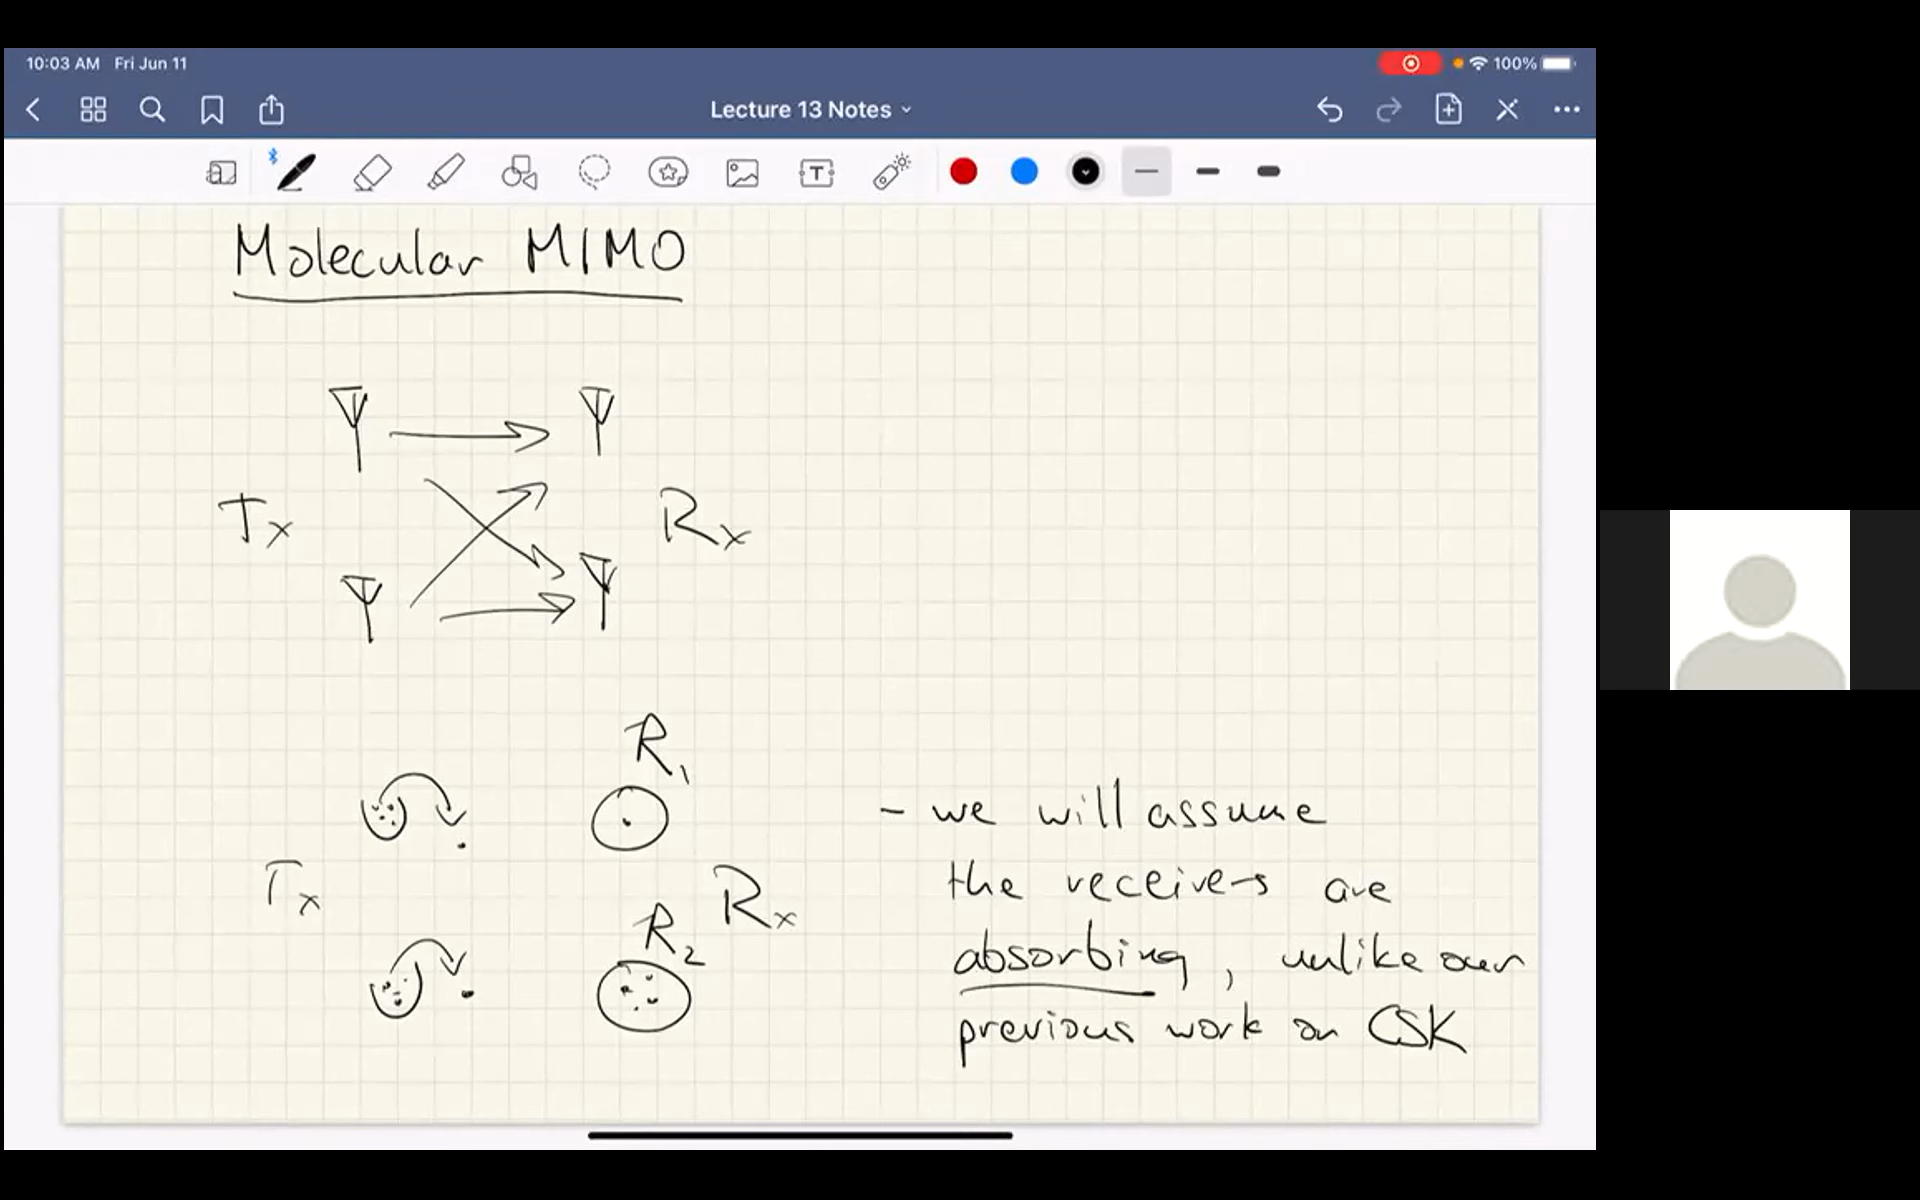 10:03 AM Fri Jun 11
100%
Lecture 13 Notes
T
Molecular MIMO
Tx
Rx
R1
Tx
Rx
R2
- we will assume
the receivers are
absorbing, unlike our
previous work on CSK